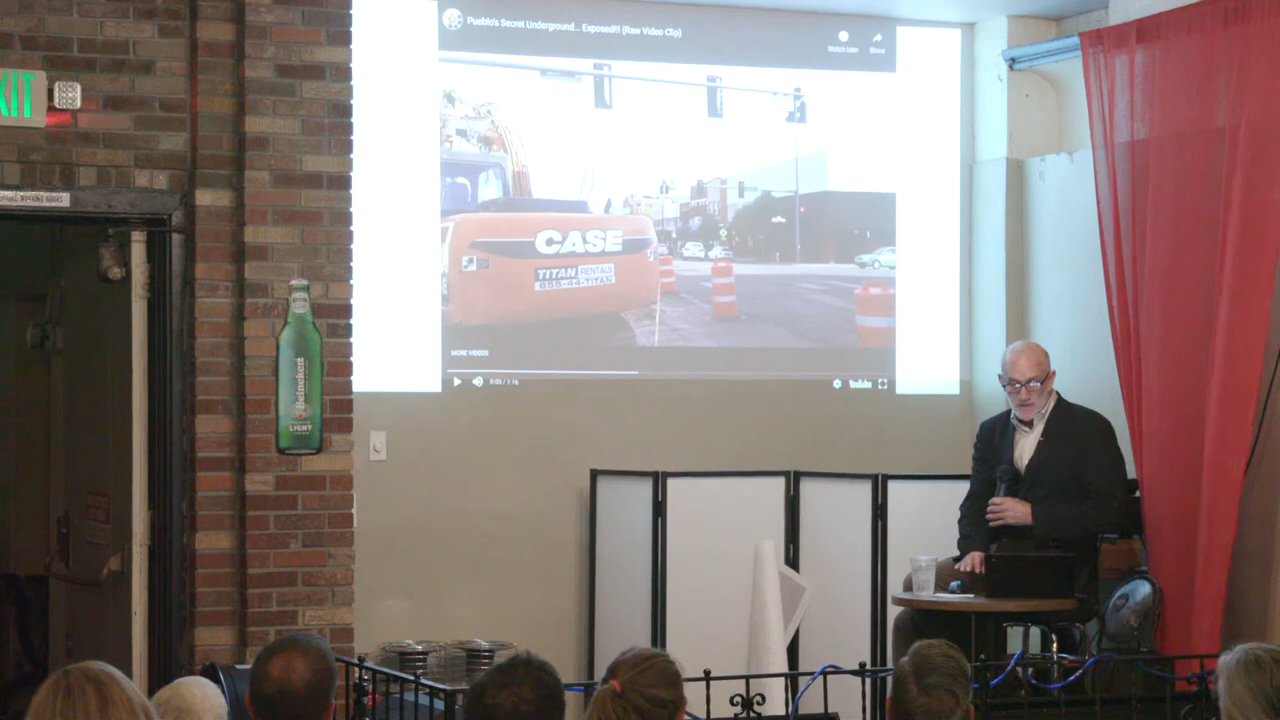 Pueblo's Secret Underground... Exposed!!! (Raw Video Clip)
Watch later
Share
XIT
CASE
TITAN RENTALS
855-44-TITAN
MORE VIDEOS
0:00 / 1:16
YouTube
Heineken
LIGHT